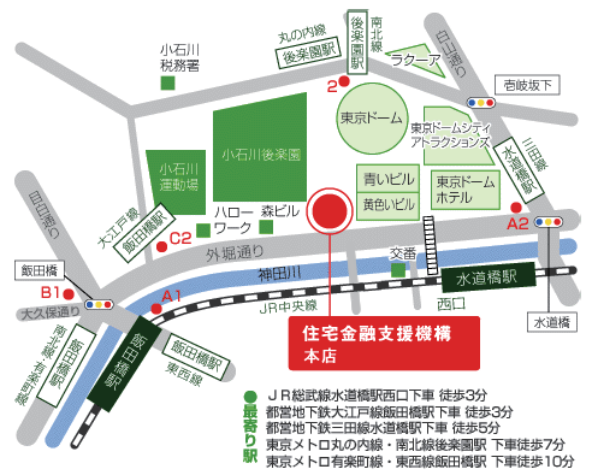 小石川
税務署
丸の内線
後楽園駅
後楽園駅
南北線
ラクーア
白山通り
壱岐坂下
2
東京ドーム
東京ドームシティ
アトラクションズ
三田線
水道橋駅
小石川後楽園
小石川
運動場
青いビル
黄色いビル
東京ドーム
ホテル
目白通り
大江戸線
飯田橋駅
C2
ハロー
ワーク
森ビル
A2
外堀通り
飯田橋
B1
神田川
交番
水道橋駅
A1
大久保通り
JR中央線
西口
水道橋
南北線・有楽町線
飯田橋駅
飯田橋駅
飯田橋駅
東西線
住宅金融支援機構
本店
最寄り駅
JR総武線水道橋駅西口下車 徒歩3分
都営地下鉄大江戸線飯田橋駅下車 徒歩3分
都営地下鉄三田線水道橋駅下車 徒歩5分
東京メトロ丸の内線・南北線後楽園駅 下車徒歩7分
東京メトロ有楽町線・東西線飯田橋駅 下車徒歩10分